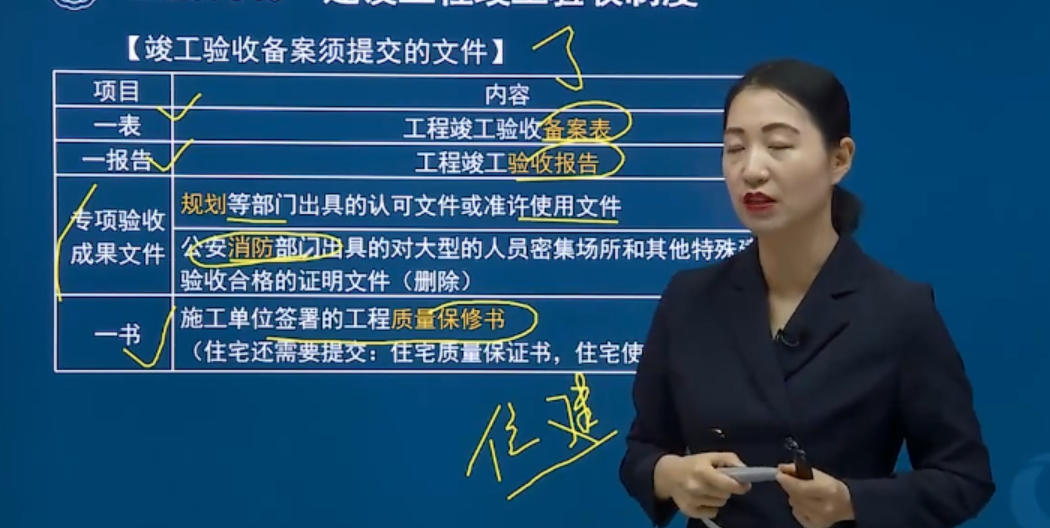 建设工程竣工验收制度
【竣工验收备案须提交的文件】
项目
内容
一表
工程竣工验收备案表
一报告
工程竣工验收报告
专项验收
成果文件
规划等部门出具的认可文件或准许使用文件
公安消防部门出具的对大型的人员密集场所和其他特殊
验收合格的证明文件（删除）
一书
施工单位签署的工程质量保修书
（住宅还需要提交：住宅质量保证书，住宅使
住建